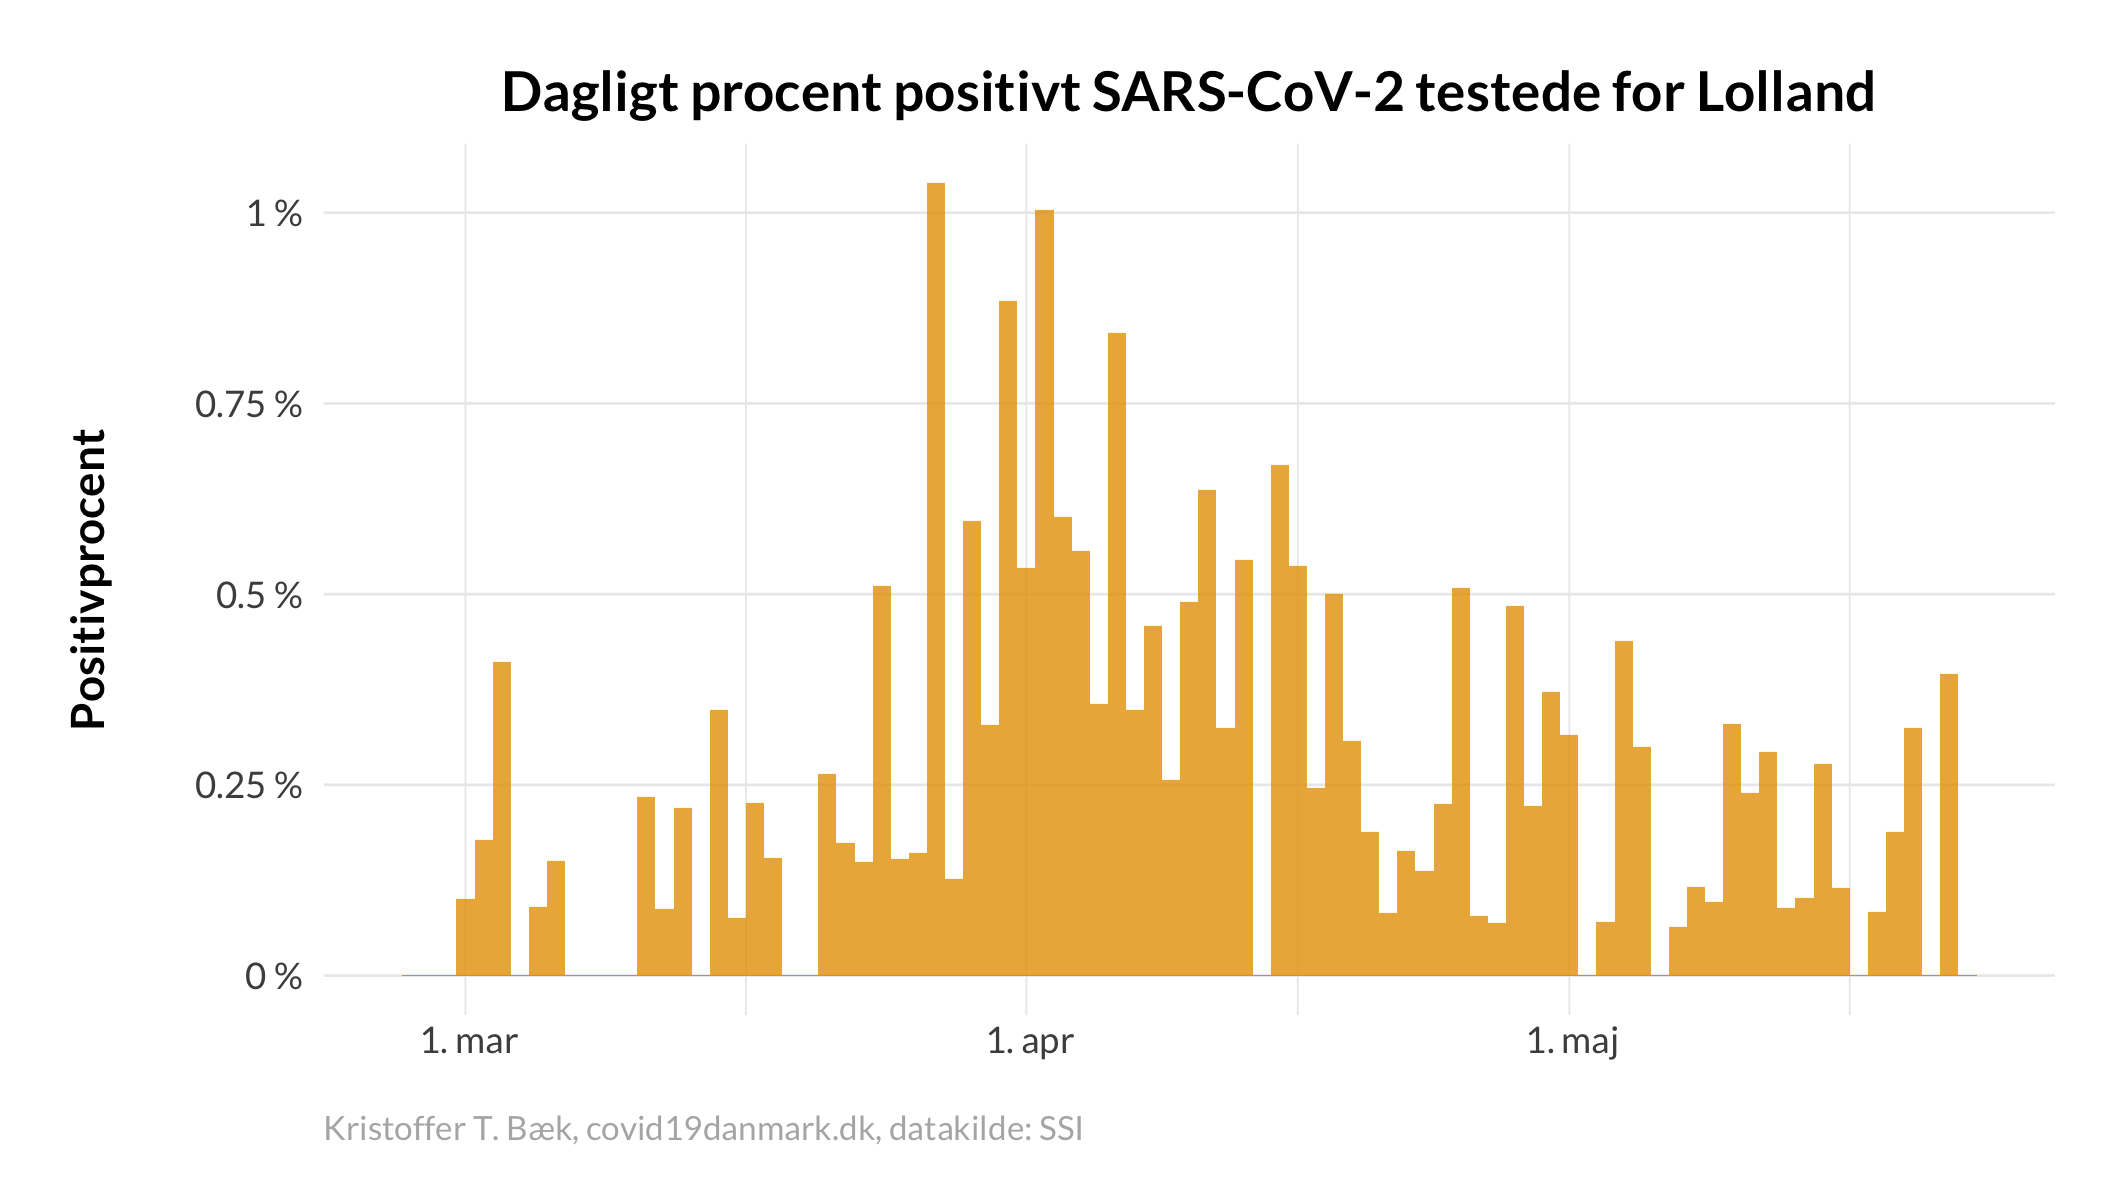 Dagligt procent positivt SARS-CoV-2 testede for Lolland
Positivprocent
1 %
0.75 %
0.5 %
0.25 %
0 %
1. mar
1. apr
1. maj
Kristoffer T. Bæk, covid19danmark.dk, datakilde: SSI